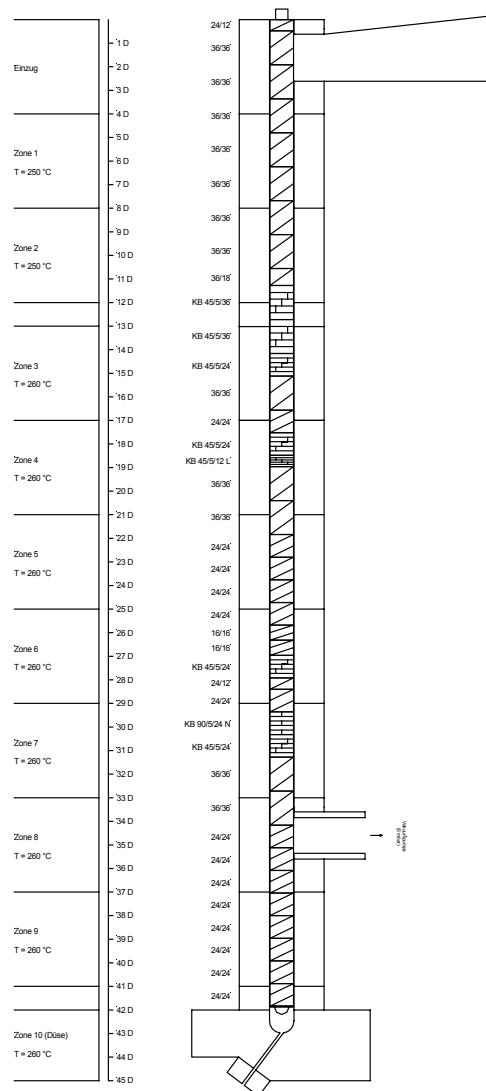 Einzug
Zone 1
T = 250 °C
Zone 2
T = 250 °C
Zone 3
T = 260 °C
Zone 4
T = 260 °C
Zone 5
T = 260 °C
Zone 6
T = 260 °C
Zone 7
T = 260 °C
Zone 8
T = 260 °C
Zone 9
T = 260 °C
Zone 10 (Düse)
T = 260 °C
1 D
2 D
3 D
4 D
5 D
6 D
7 D
8 D
9 D
10 D
11 D
12 D
13 D
14 D
15 D
16 D
17 D
18 D
19 D
20 D
21 D
22 D
23 D
24 D
25 D
26 D
27 D
28 D
29 D
30 D
31 D
32 D
33 D
34 D
35 D
36 D
37 D
38 D
39 D
40 D
41 D
42 D
43 D
44 D
45 D
24/12
36/36
36/36
36/36
36/36
36/36
36/36
36/36
36/18
KB 45/5/36
KB 45/5/36
KB 45/5/24
36/36
24/24
KB 45/5/24
KB 45/5/12 L
36/36
36/36
24/24
24/24
24/24
24/24
16/16
16/16
KB 45/5/24
24/12
24/24
KB 90/5/24 N
KB 45/5/24
36/36
36/36
24/24
24/24
24/24
24/24
24/24
24/24
24/24
24/24
Vakuumpumpe